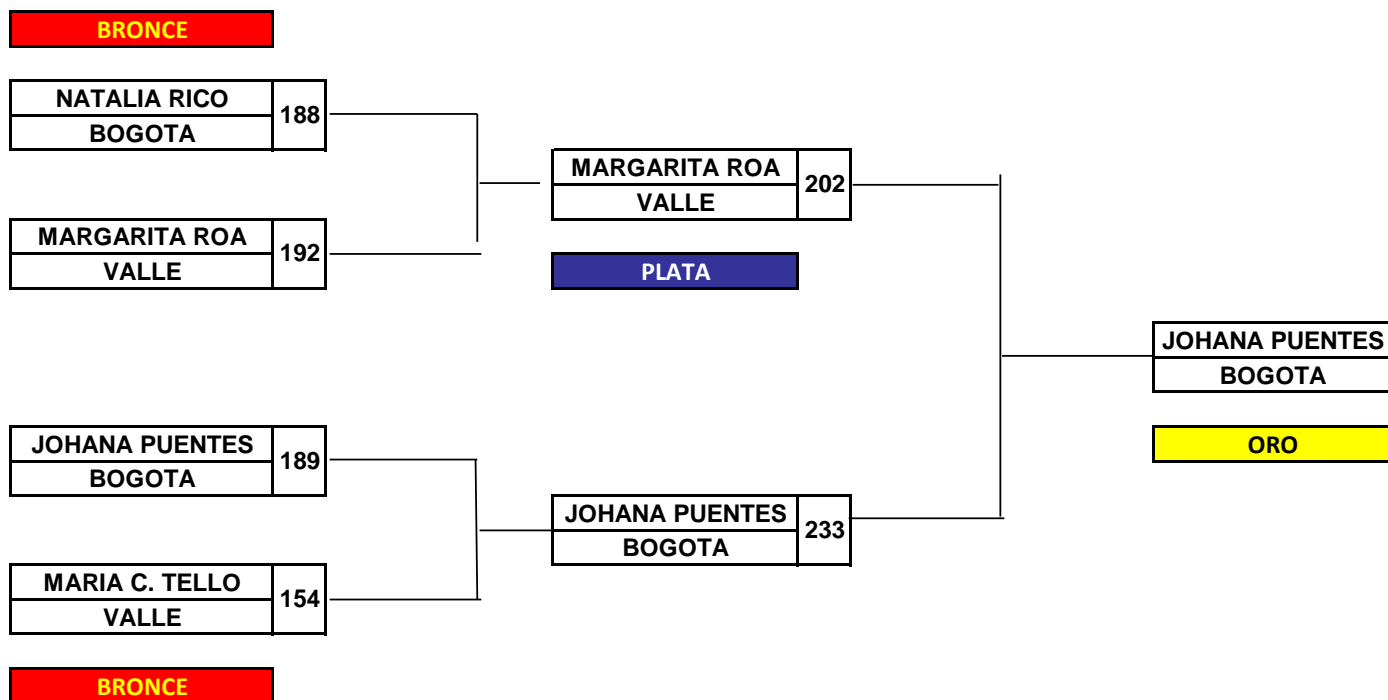 BRONCE
NATALIA RICO
188
BOGOTA
MARGARITA ROA
192
VALLE
MARGARITA ROA
202
VALLE
PLATA
JOHANA PUENTES
BOGOTA
ORO
JOHANA PUENTES
189
BOGOTA
JOHANA PUENTES
233
BOGOTA
MARIA C. TELLO
154
VALLE
BRONCE